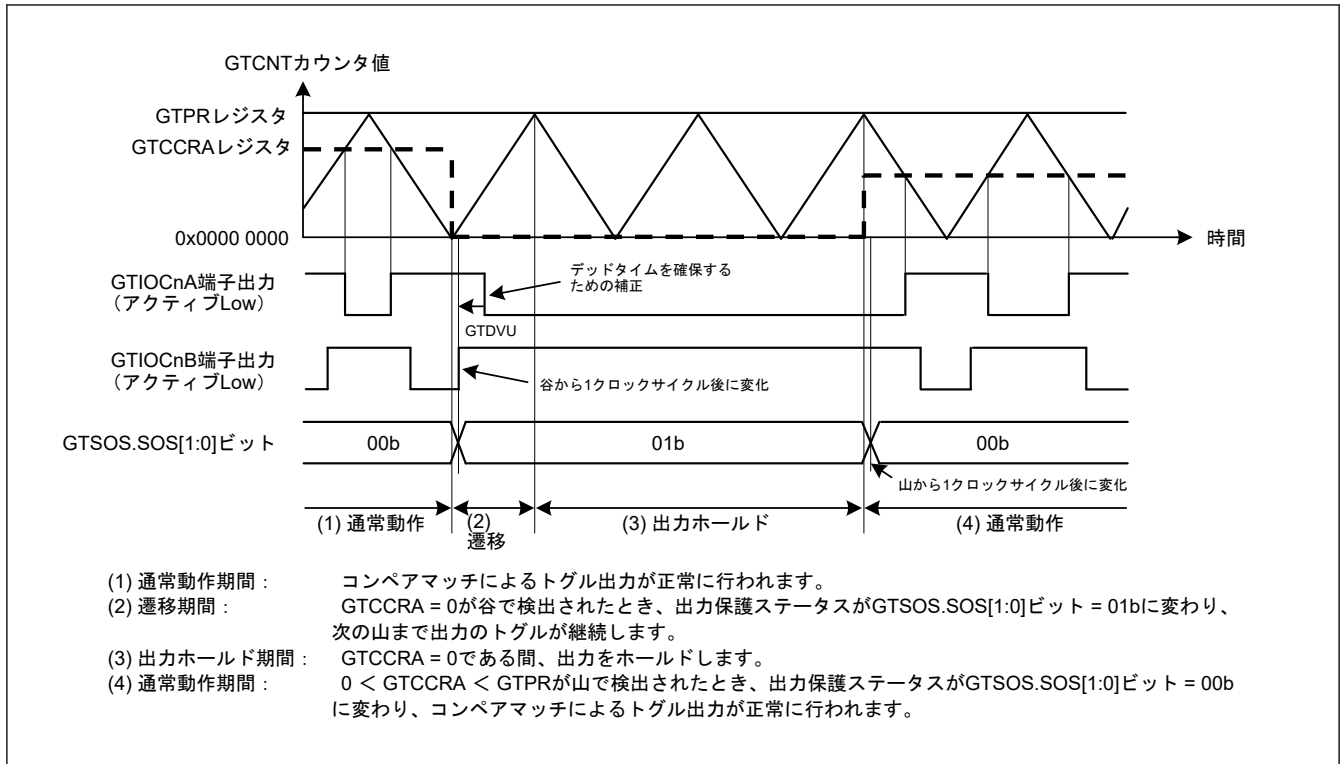 GTCNTカウンタ値
GTPRレジスタ
GTCCRAレジスタ
0x0000 0000
時間
GTIOCnA端子出力
（アクティブLow）
デッドタイムを確保する
ための補正
GTDVU
GTIOCnB端子出力
（アクティブLow）
谷から1クロックサイクル後に変化
GTSOS.SOS[1:0]ビット
00b
01b
00b
山から1クロックサイクル後に変化
(1) 通常動作
(2)
遷移
(3) 出力ホールド
(4) 通常動作
(1) 通常動作期間： コンペアマッチによるトグル出力が正常に行われます。
(2) 遷移期間： GTCCRA = 0が谷で検出されたとき、出力保護ステータスがGTSOS.SOS[1:0]ビット = 01bに変わり、
次の山まで出力のトグルが継続します。
(3) 出力ホールド期間： GTCCRA = 0である間、出力をホールドします。
(4) 通常動作期間： 0 ＜ GTCCRA ＜ GTPRが山で検出されたとき、出力保護ステータスがGTSOS.SOS[1:0]ビット = 00b
に変わり、コンペアマッチによるトグル出力が正常に行われます。